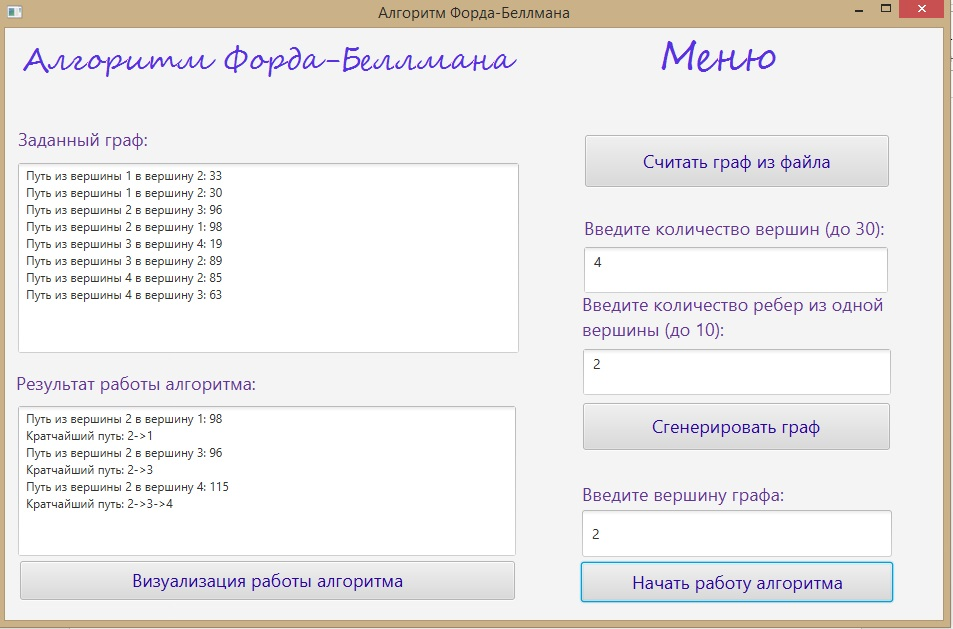 Алгоритм Форда-Беллмана
Алгоритм Форда-Беллмана
Меню
Заданный граф:
Путь из вершины 1 в вершину 2: 33
Путь из вершины 1 в вершину 2: 30
Путь из вершины 2 в вершину 3: 96
Путь из вершины 2 в вершину 1: 98
Путь из вершины 3 в вершину 4: 19
Путь из вершины 3 в вершину 2: 89
Путь из вершины 4 в вершину 2: 85
Путь из вершины 4 в вершину 3: 63
Результат работы алгоритма:
Путь из вершины 2 в вершину 1: 98
Кратчайший путь: 2->1
Путь из вершины 2 в вершину 3: 96
Кратчайший путь: 2->3
Путь из вершины 2 в вершину 4: 115
Кратчайший путь: 2->3->4
Визуализация работы алгоритма
Считать граф из файла
Введите количество вершин (до 30):
4
Введите количество ребер из одной
вершины (до 10):
2
Сгенерировать граф
Введите вершину графа:
2
Начать работу алгоритма